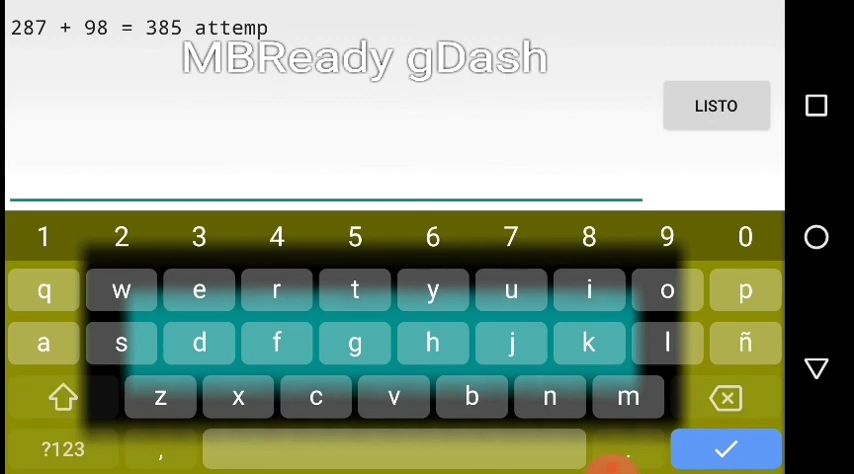 287 + 98 = 385 attemp
MBReady gDash
LISTO
1 2 3 4 5 6 7 8 9 0
q w e r t y u i o p
a s d f g h j k l ñ
z x c v b n m
?123 , .